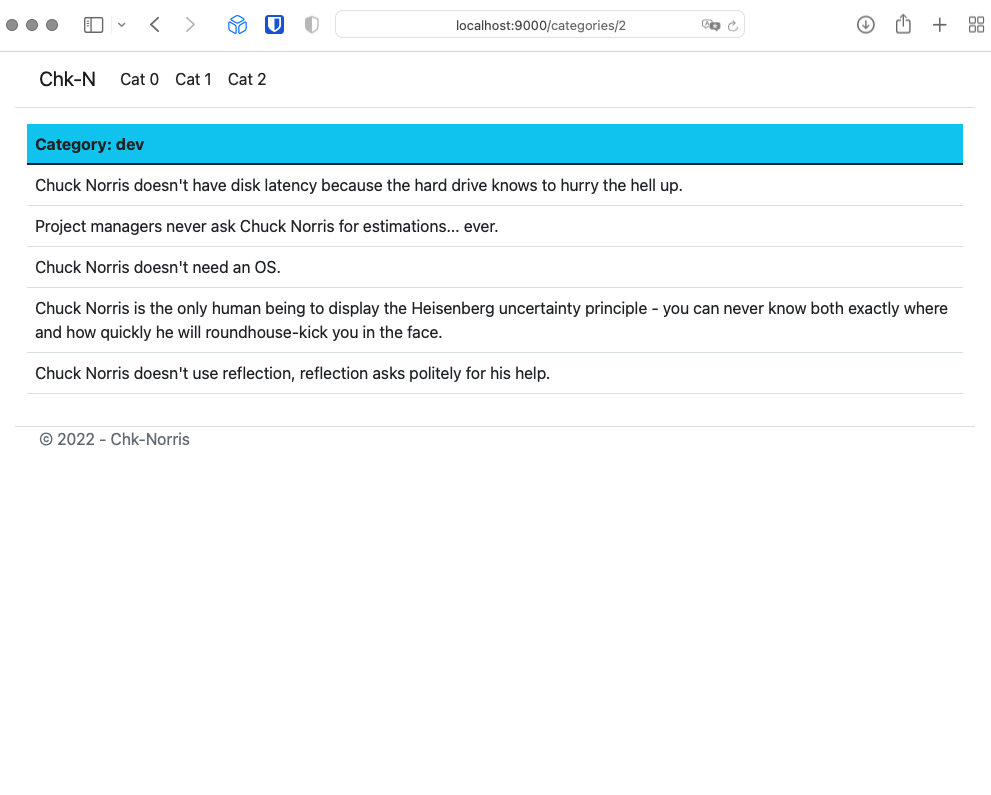 localhost:9000/categories/2
Chk-N Cat 0 Cat 1 Cat 2
Category: dev
Chuck Norris doesn't have disk latency because the hard drive knows to hurry the hell up.
Project managers never ask Chuck Norris for estimations... ever.
Chuck Norris doesn't need an OS.
Chuck Norris is the only human being to display the Heisenberg uncertainty principle - you can never know both exactly where
and how quickly he will roundhouse-kick you in the face.
Chuck Norris doesn't use reflection, reflection asks politely for his help.
© 2022 - Chk-Norris